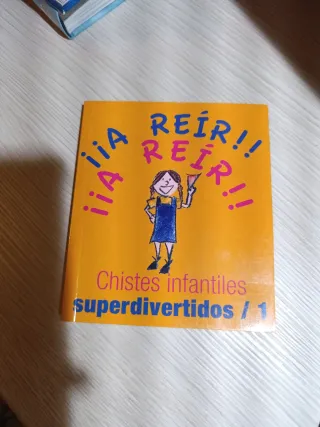 ¡¡A REÍR!!
¡¡A REÍR!!
Chistes infantiles
superdivertidos / 1